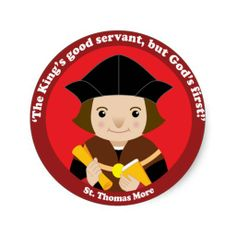 ‘The King's good servant, but God's first!’
St. Thomas More